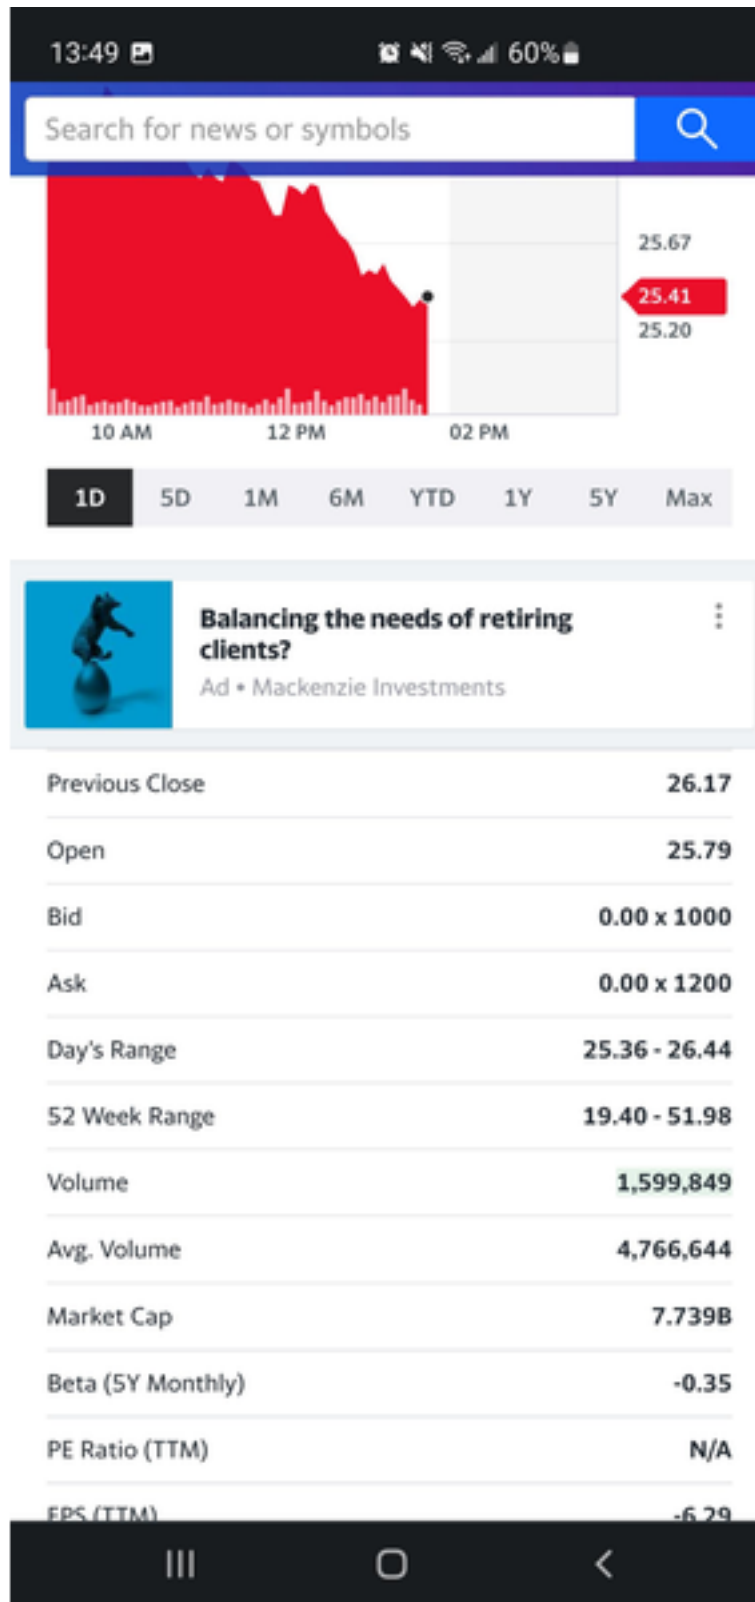 13:49 60%
Search for news or symbols
25.67
25.41
25.20
10 AM 12 PM 02 PM
1D 5D 1M 6M YTD 1Y 5Y Max
Balancing the needs of retiring
clients?
Ad • Mackenzie Investments
Previous Close 26.17
Open 25.79
Bid 0.00 x 1000
Ask 0.00 x 1200
Day's Range 25.36 - 26.44
52 Week Range 19.40 - 51.98
Volume 1,599,849
Avg. Volume 4,766,644
Market Cap 7.739B
Beta (5Y Monthly) -0.35
PE Ratio (TTM) N/A
EPS (TTM) -6.29